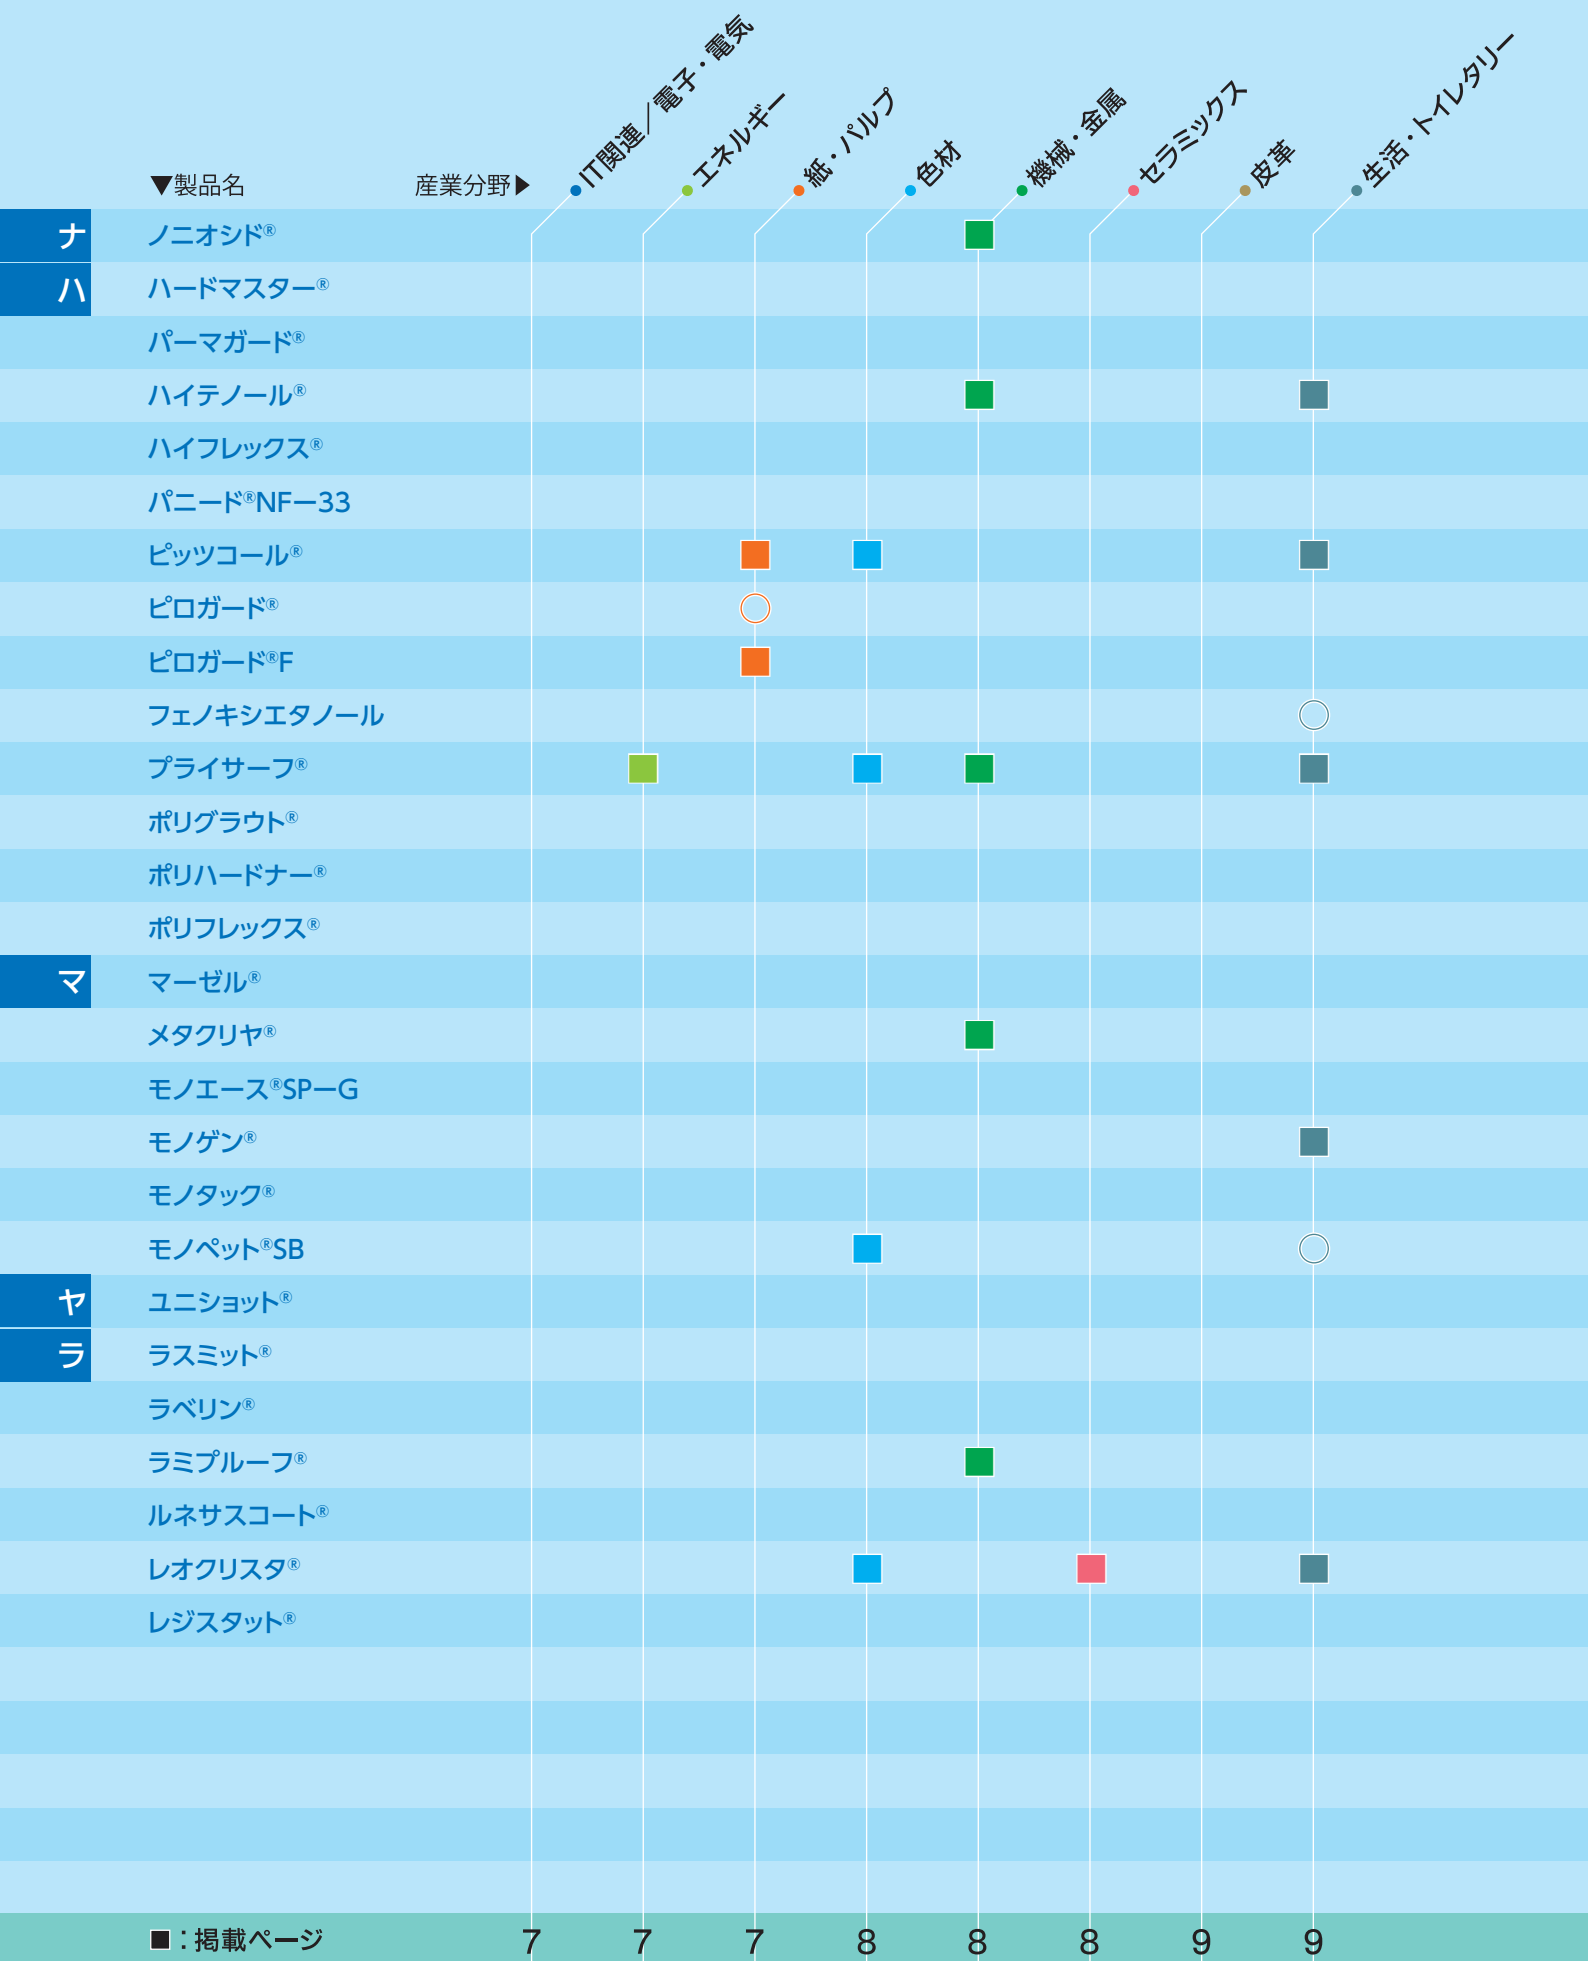 IT関連／電子・電気
エネルギー
紙・パルプ
色材
機械・金属
セラミックス
皮革
生活・トイレタリー
▼製品名 産業分野▶
ナ ノニオシド®
ハ ハードマスター®
パーマガード®
ハイテノール®
ハイフレックス®
パニード®NFー33
ピッツコール®
ピロガード®
ピロガード®F
フェノキシエタノール
プライサーフ®
ポリグラウト®
ポリハードナー®
ポリフレックス®
マ マーゼル®
メタクリヤ®
モノエース®SPーG
モノゲン®
モノタック®
モノペット®SB
ヤ ユニショット®
ラ ラスミット®
ラベリン®
ラミプルーフ®
ルネサスコート®
レオクリスタ®
レジスタット®
■：掲載ページ 7 7 7 8 8 8 9 9